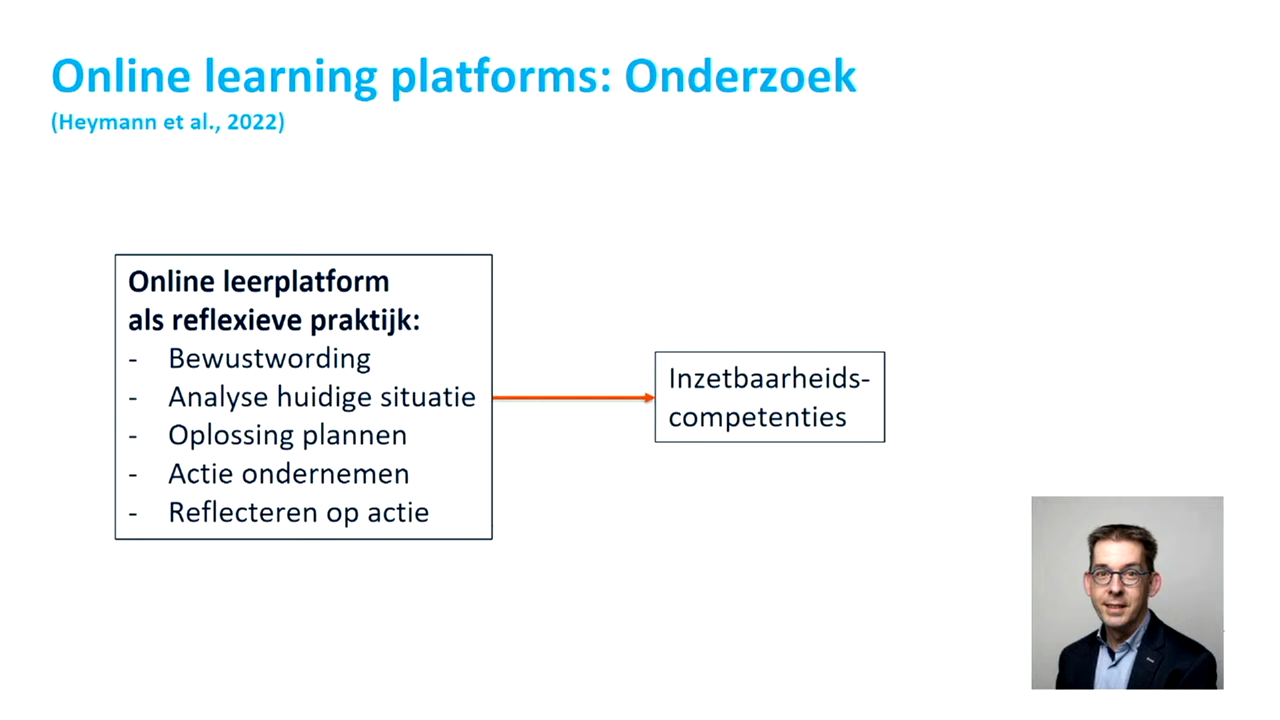 Online learning platforms: Onderzoek
(Heymann et al., 2022)
Online leerplatform
als reflexieve praktijk:
- Bewustwording
- Analyse huidige situatie
- Oplossing plannen
- Actie ondernemen
- Reflecteren op actie
Inzetbaarheids-
competenties